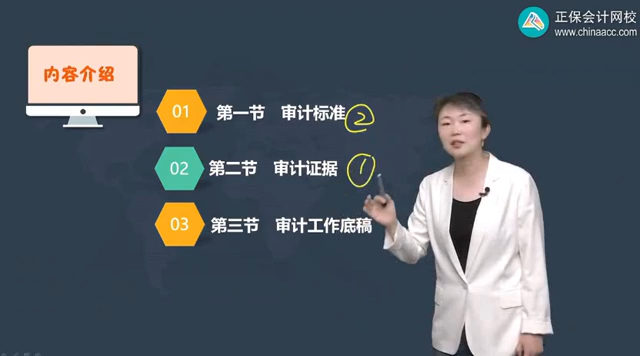 正保会计网校
www.chinaacc.com
内容介绍
01 第一节 审计标准 ②
02 第二节 审计证据 ①
03 第三节 审计工作底稿